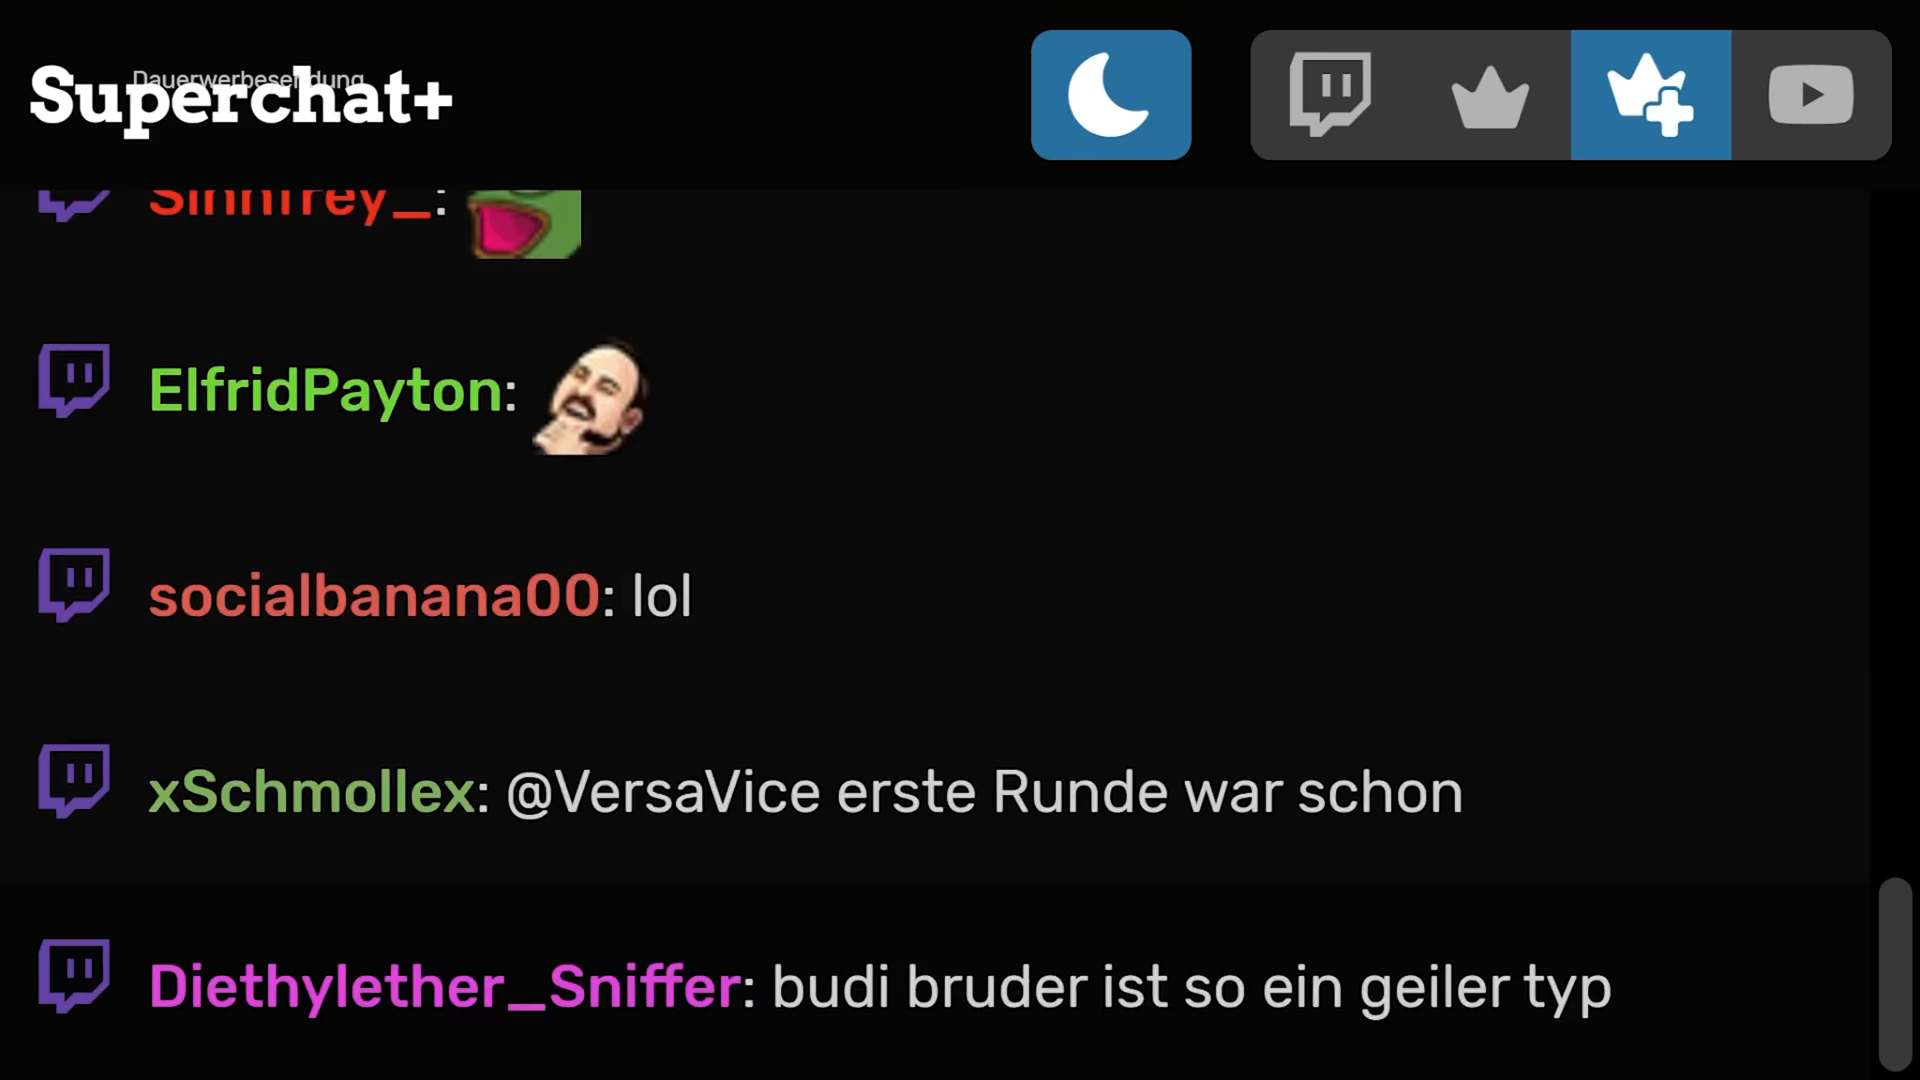 Dauerwerbesendung
Superchat+
Sinnfrey_:
ElfridPayton:
socialbanana00: lol
xSchmollex: @VersaVice erste Runde war schon
Diethylether_Sniffer: budi bruder ist so ein geiler typ